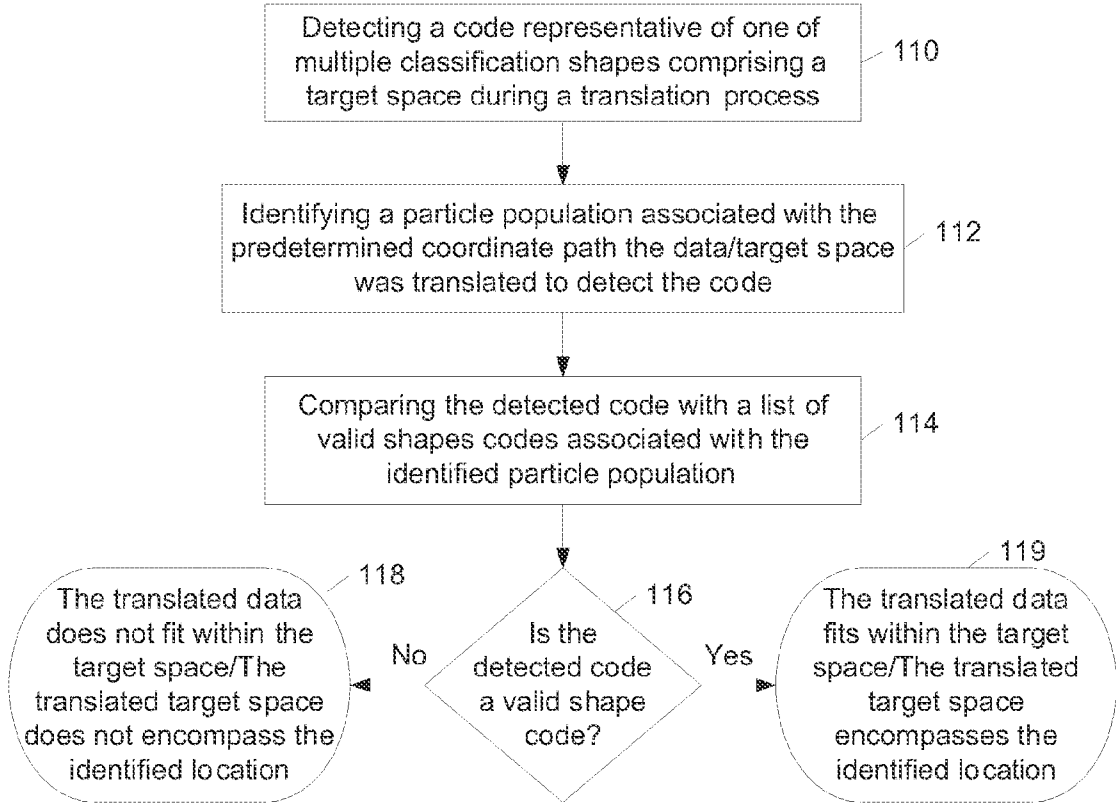 Detecting a code representative of one of
multiple classification shapes comprising a
target space during a translation process
110
Identifying a particle population associated with the
predetermined coordinate path the data/target space
was translated to detect the code
112
Comparing the detected code with a list of
valid shapes codes associated with the
identified particle population
114
118
The translated data
does not fit within the
target space/The
translated target space
does not encompass the
identified location
No
116
Is the
detected code
a valid shape
code?
Yes
119
The translated data
fits within the target
space/The translated
target space
encompasses the
identified location